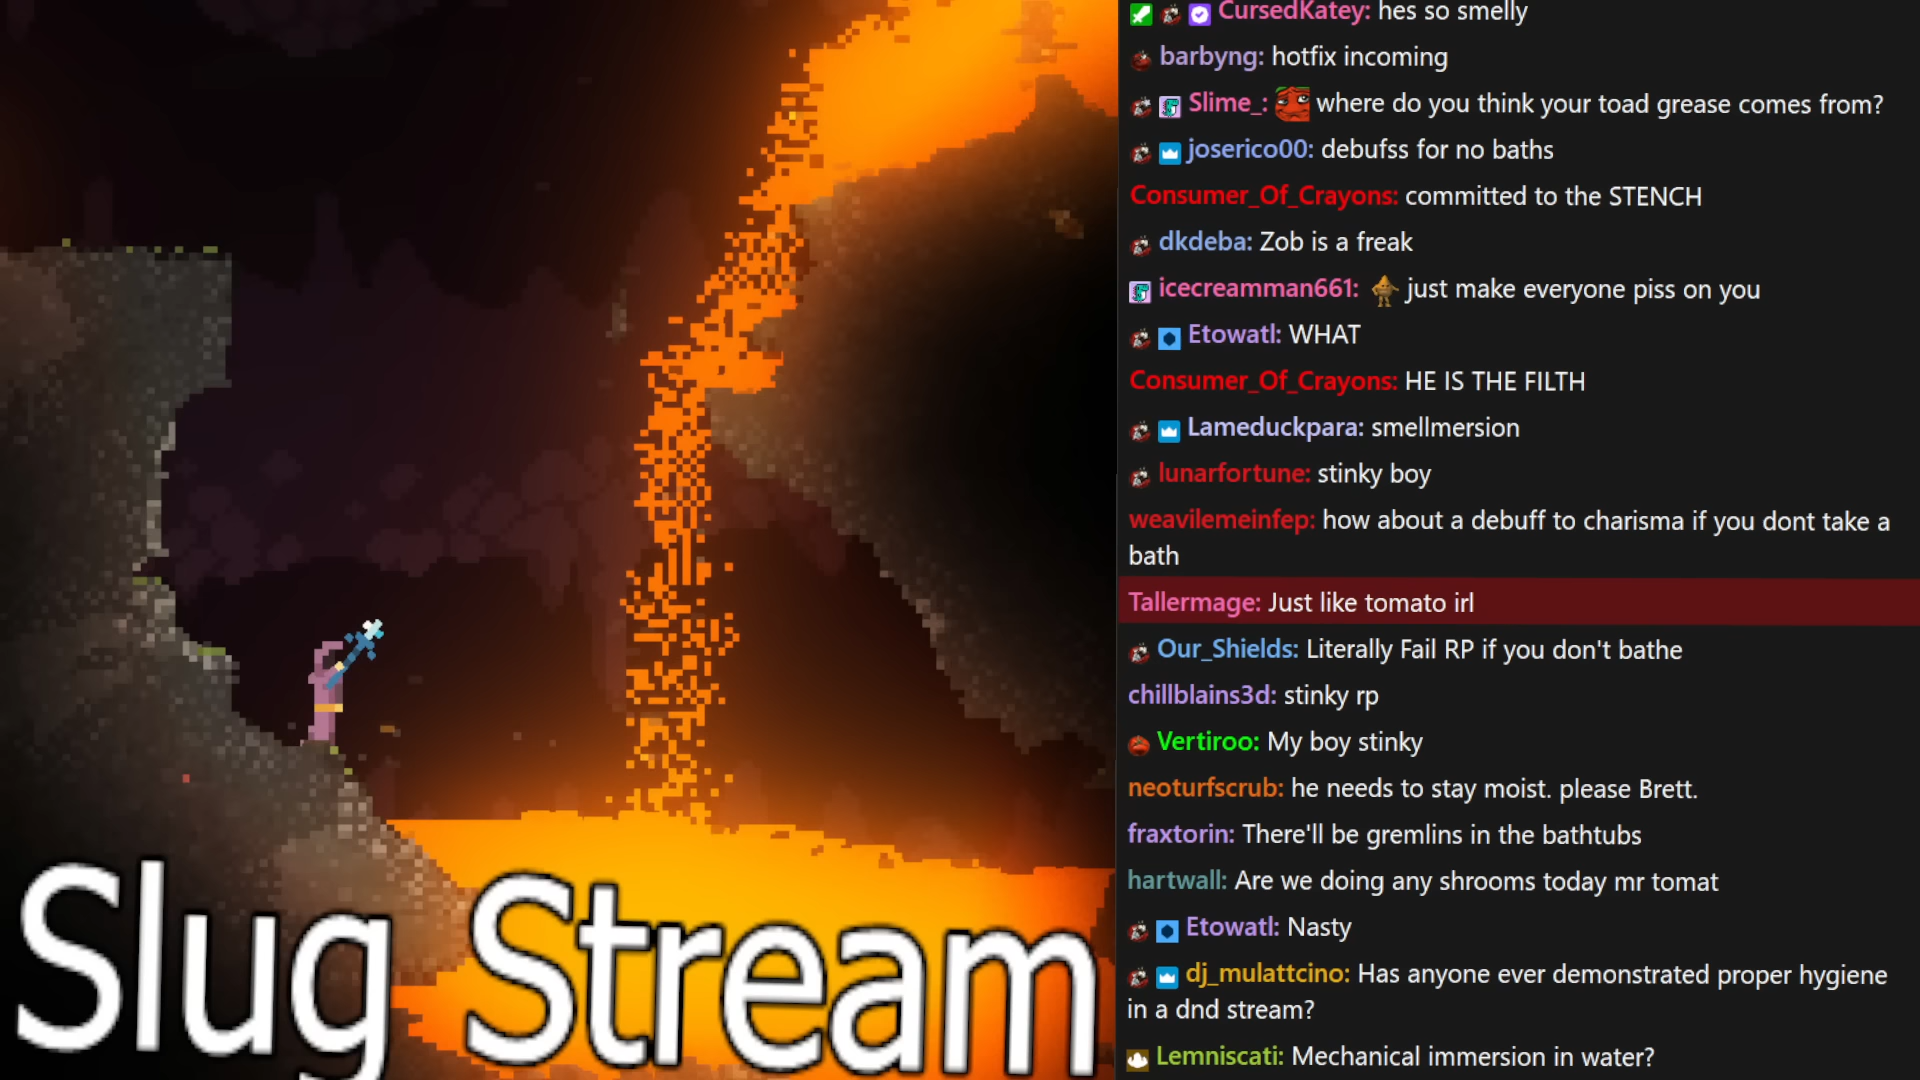 CursedKatey: hes so smelly
barbyng: hotfix incoming
Slime_: where do you think your toad grease comes from?
joserico00: debufss for no baths
Consumer_Of_Crayons: committed to the STENCH
dkdeba: Zob is a freak
icecreamman661: just make everyone piss on you
Etowatl: WHAT
Consumer_Of_Crayons: HE IS THE FILTH
Lameduckpara: smellmersion
lunarfortune: stinky boy
weavilemeinfep: how about a debuff to charisma if you dont take a
bath
Tallermage: Just like tomato irl
Our_Shields: Literally Fail RP if you don't bathe
chillblains3d: stinky rp
Vertiroo: My boy stinky
neoturfscrub: he needs to stay moist. please Brett.
fraxtorin: There'll be gremlins in the bathtubs
hartwall: Are we doing any shrooms today mr tomat
Etowatl: Nasty
dj_mulattcino: Has anyone ever demonstrated proper hygiene
in a dnd stream?
Lemniscati: Mechanical immersion in water?
Slug Stream